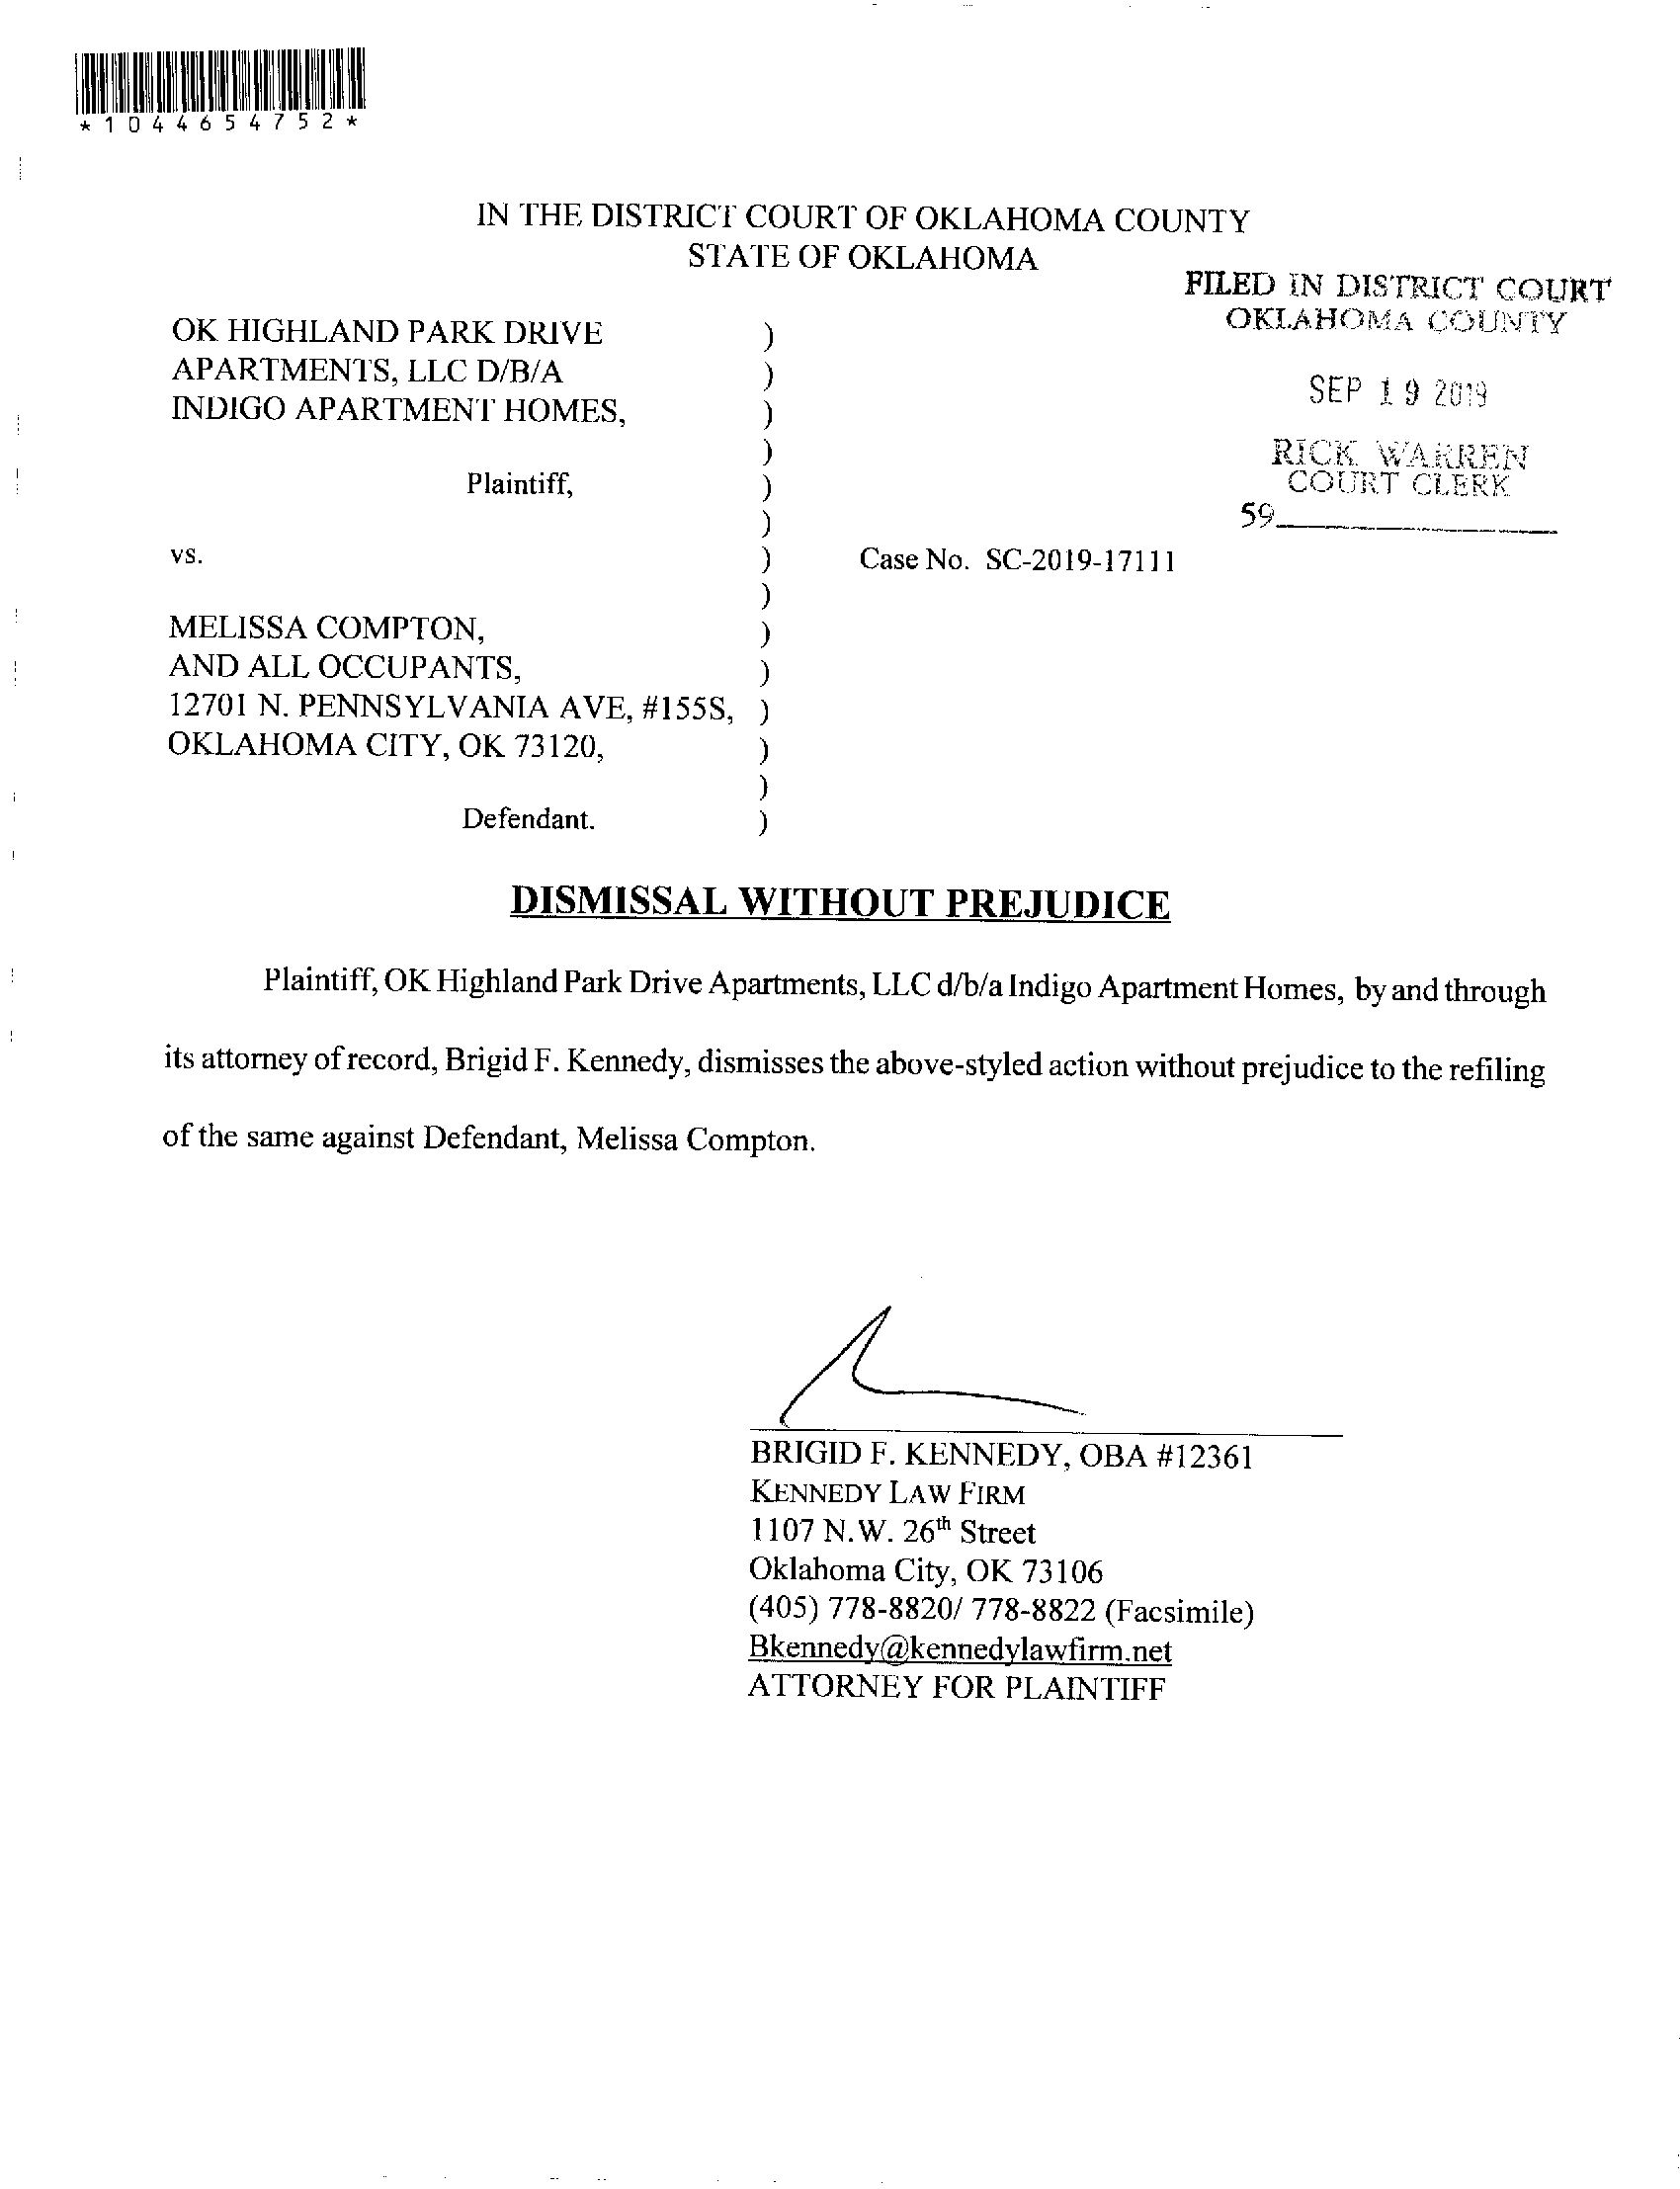 *1044654752*
IN THE DISTRICT COURT OF OKLAHOMA COUNTY
STATE OF OKLAHOMA
FILED IN DISTRICT COURT
OKLAHOMA COUNTY
SEP 19 2019
RICK WARREN
COURT CLERK
59
OK HIGHLAND PARK DRIVE )
APARTMENTS, LLC D/B/A )
INDIGO APARTMENT HOMES, )
)
Plaintiff, )
)
vs. ) Case No. SC-2019-17111
)
MELISSA COMPTON, )
AND ALL OCCUPANTS, )
12701 N. PENNSYLVANIA AVE, #155S, )
OKLAHOMA CITY, OK 73120, )
)
Defendant. )
DISMISSAL WITHOUT PREJUDICE
Plaintiff, OK Highland Park Drive Apartments, LLC d/b/a Indigo Apartment Homes, by and through
its attorney of record, Brigid F. Kennedy, dismisses the above-styled action without prejudice to the refiling
of the same against Defendant, Melissa Compton.
BRIGID F. KENNEDY, OBA #12361
KENNEDY LAW FIRM
1107 N.W. 26th Street
Oklahoma City, OK 73106
(405) 778-8820/ 778-8822 (Facsimile)
Bkennedy@kennedylawfirm.net
ATTORNEY FOR PLAINTIFF